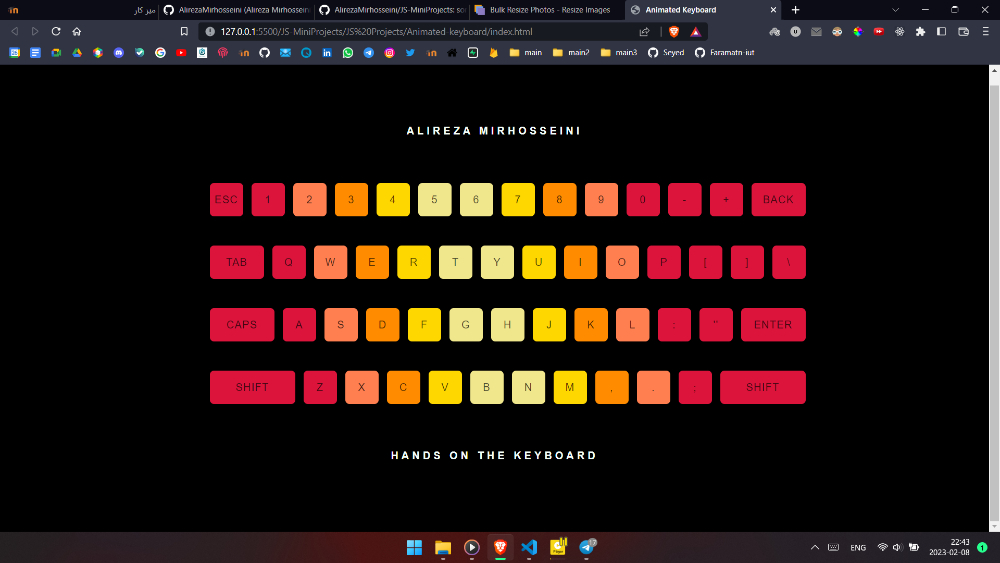 میز کار
Alirezamirhosseini (Alireza Mirhossein
AlirezaMirhosseini/JS-MiniProjects: so
Bulk Resize Photos - Resize Images
Animated Keyboard
127.0.0.1:5500/JS-MiniProjects/JS%20Projects/Animated-keyboard/index.html
main
main2
main3
Seyed
Faramatn-iut
ALIREZA MIRHOSSEINI
ESC 1 2 3 4 5 6 7 8 9 0 - + BACK
TAB Q W E R T Y U I O P [ ] \
CAPS A S D F G H J K L : " ENTER
SHIFT Z X C V B N M , . ; SHIFT
HANDS ON THE KEYBOARD
ENG
22:43
2023-02-08
1